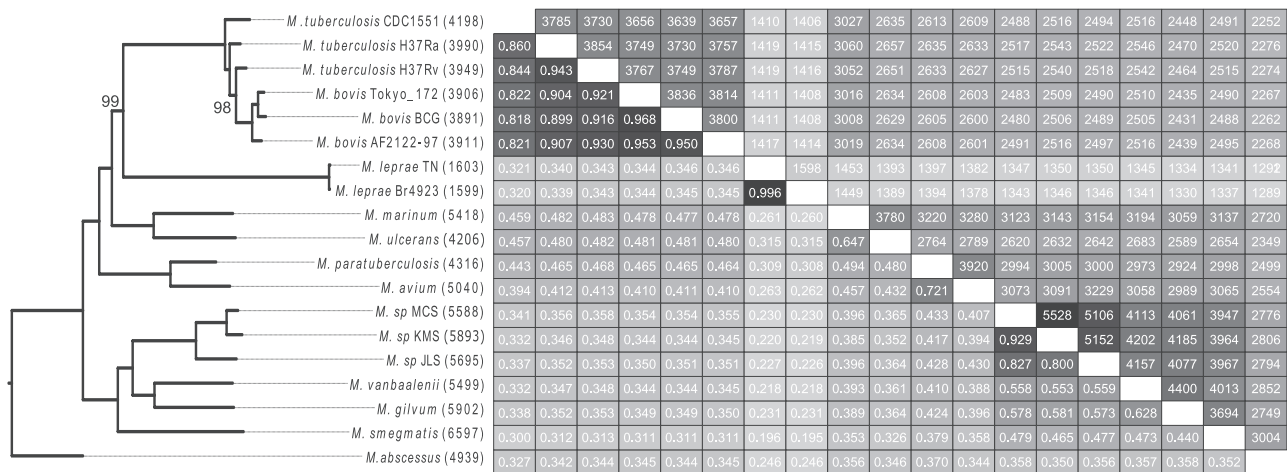 M. tuberculosis CDC1551 (4198) 3785 3730 3656 3639 3657 1410 1406 3027 2635 2613 2609 2488 2516 2494 2516 2448 2491 2252
M. tuberculosis H37Ra (3990) 0.860 3854 3749 3730 3757 1419 1415 3060 2657 2635 2633 2517 2543 2522 2546 2470 2520 2276
M. tuberculosis H37Rv (3949) 0.844 0.943 3767 3749 3787 1419 1416 3052 2651 2633 2627 2515 2540 2518 2542 2464 2515 2274
99 98 M. bovis Tokyo_172 (3906) 0.822 0.904 0.921 3836 3814 1411 1408 3016 2634 2608 2603 2483 2509 2490 2510 2435 2490 2267
M. bovis BCG (3891) 0.818 0.899 0.916 0.968 3800 1411 1408 3008 2629 2596 2594 2480 2506 2489 2505 2431 2488 2262
M. bovis AF2122-97 (3911) 0.821 0.907 0.930 0.953 0.950 1417 1414 3019 2634 2608 2601 2491 2516 2497 2516 2439 2495 2268
M. leprae TN (1603) 0.321 0.340 0.343 0.344 0.346 0.346 1598 1453 1393 1397 1382 1347 1350 1350 1344 1334 1341 1292
M. leprae Br4923 (1599) 0.320 0.339 0.343 0.344 0.345 0.345 0.996 1449 1389 1394 1378 1343 1346 1346 1341 1330 1337 1289
M. marinum (5418) 0.459 0.482 0.483 0.478 0.477 0.478 0.261 0.260 3780 3220 3280 3123 3143 3154 3194 3059 3137 2720
M. ulcerans (4206) 0.457 0.480 0.482 0.481 0.481 0.480 0.315 0.315 0.647 2764 2789 2620 2632 2642 2683 2589 2654 2349
M. paratuberculosis (4316) 0.443 0.465 0.468 0.465 0.465 0.464 0.309 0.308 0.494 0.480 3920 2994 3005 3000 2973 2924 2998 2499
M. avium (5040) 0.394 0.412 0.413 0.410 0.411 0.410 0.263 0.262 0.457 0.432 0.721 3073 3091 3229 3058 2989 3065 2554
M. sp MCS (5588) 0.341 0.356 0.358 0.354 0.354 0.355 0.230 0.230 0.396 0.365 0.433 0.407 5528 5106 4113 4061 3947 2776
M. sp KMS (5893) 0.332 0.346 0.348 0.344 0.344 0.345 0.220 0.219 0.385 0.352 0.417 0.394 0.929 5152 4202 4185 3964 2806
M. sp JLS (5695) 0.337 0.352 0.353 0.350 0.351 0.351 0.227 0.226 0.396 0.364 0.428 0.430 0.827 0.800 4157 4077 3967 2794
M. vanbaalenii (5499) 0.332 0.347 0.348 0.344 0.344 0.345 0.218 0.218 0.393 0.361 0.410 0.388 0.558 0.553 0.559 4400 4013 2852
M. gilvum (5902) 0.338 0.352 0.353 0.349 0.349 0.350 0.231 0.231 0.389 0.364 0.424 0.396 0.578 0.581 0.573 0.628 3694 2749
M. smegmatis (6597) 0.300 0.312 0.313 0.311 0.311 0.311 0.196 0.195 0.353 0.326 0.379 0.358 0.479 0.465 0.477 0.473 0.440 3004
M.abscessus (4939) 0.327 0.342 0.344 0.345 0.345 0.344 0.246 0.246 0.356 0.346 0.370 0.344 0.358 0.356 0.357 0.358 0.358 0.352